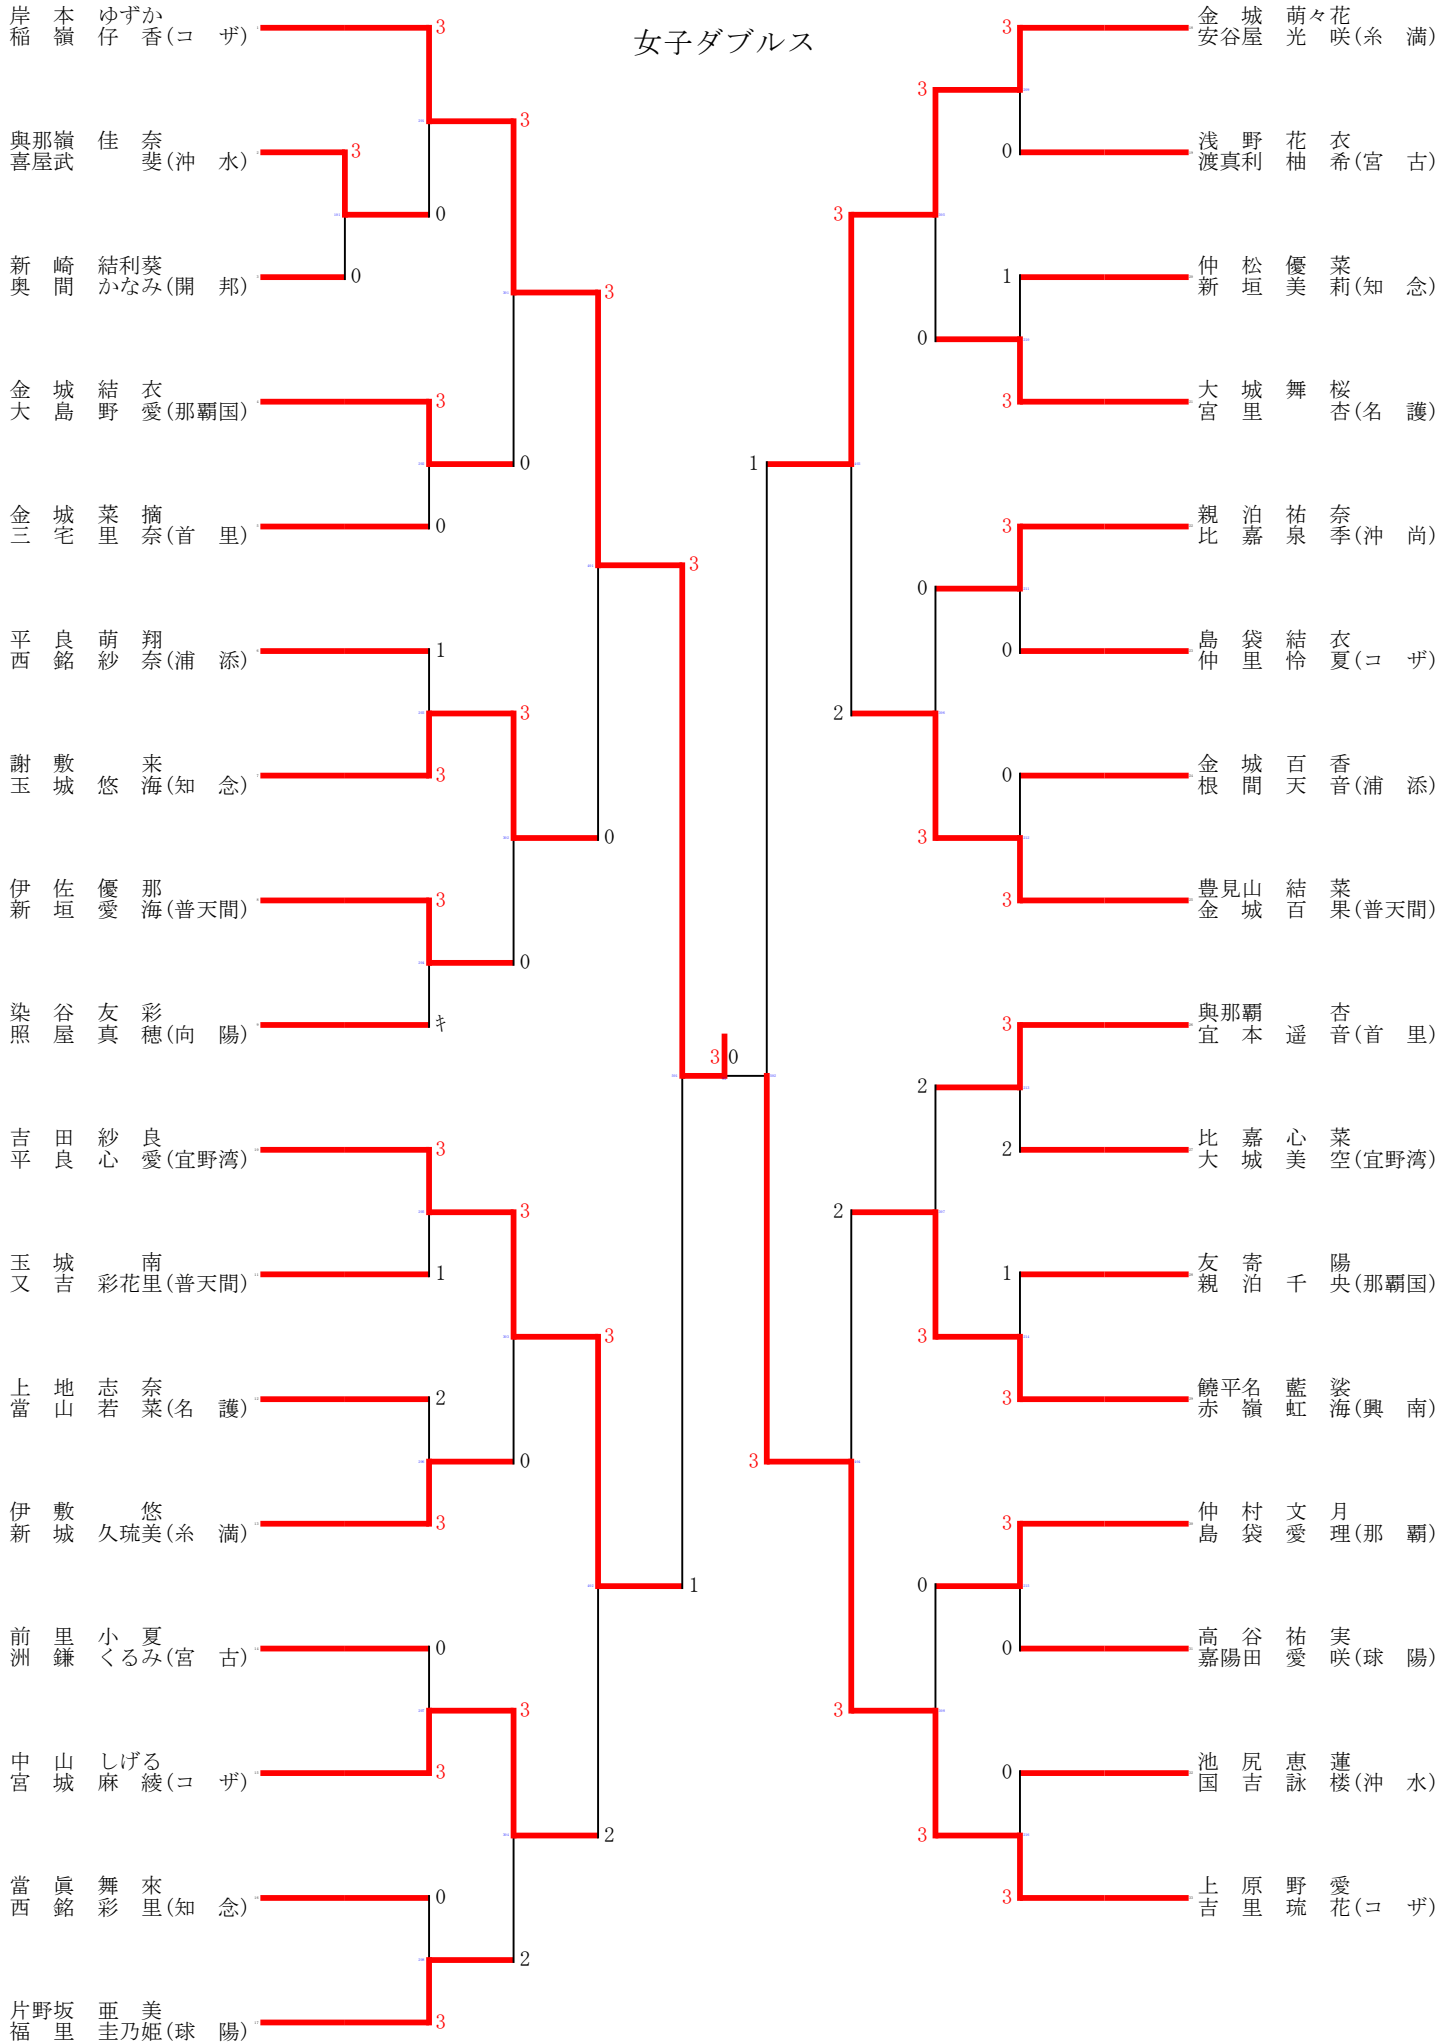 女子ダブルス
岸　本　ゆずか
稲　嶺　仔　香(コ　ザ)
3
與那嶺　佳　奈
喜屋武　　　斐(沖　水)
3
3
0
新　崎　結利葵
奥　間　かなみ(開　邦)
0
3
金　城　結　衣
大　島　野　愛(那覇国)
3
0
金　城　菜　摘
三　宅　里　奈(首　里)
0
3
平　良　萌　翔
西　銘　紗　奈(浦　添)
1
3
謝　敷　　　来
玉　城　悠　海(知　念)
3
0
伊　佐　優　那
新　垣　愛　海(普天間)
3
0
染　谷　友　彩
照　屋　真　穂(向　陽)
キ
3
0
吉　田　紗　良
平　良　心　愛(宜野湾)
3
3
玉　城　　　南
又　吉　彩花里(普天間)
1
3
上　地　志　奈
當　山　若　菜(名　護)
2
0
伊　敷　　　悠
新　城　久琉美(糸　満)
3
1
前　里　小　夏
洲　鎌　くるみ(宮　古)
0
3
中　山　しげる
宮　城　麻　綾(コ　ザ)
3
2
當　眞　舞　來
西　銘　彩　里(知　念)
0
2
片野坂　亜　美
福　里　圭乃姫(球　陽)
3
金　城　萌々花
安谷屋　光　咲(糸　満)
3
3
浅　野　花　衣
渡真利　柚　希(宮　古)
0
3
仲　松　優　菜
新　垣　美　莉(知　念)
1
0
大　城　舞　桜
宮　里　　　杏(名　護)
3
1
親　泊　祐　奈
比　嘉　泉　季(沖　尚)
3
0
島　袋　結　衣
仲　里　怜　夏(コ　ザ)
0
2
金　城　百　香
根　間　天　音(浦　添)
0
3
豊見山　結　菜
金　城　百　果(普天間)
3
與那覇　　　杏
宜　本　遥　音(首　里)
3
2
比　嘉　心　菜
大　城　美　空(宜野湾)
2
2
友　寄　　　陽
親　泊　千　央(那覇国)
1
3
饒平名　藍　裟
赤　嶺　虹　海(興　南)
3
3
仲　村　文　月
島　袋　愛　理(那　覇)
3
0
高　谷　祐　実
嘉陽田　愛　咲(球　陽)
0
3
池　尻　恵　蓮
国　吉　詠　楼(沖　水)
0
3
上　原　野　愛
吉　里　琉　花(コ　ザ)
3